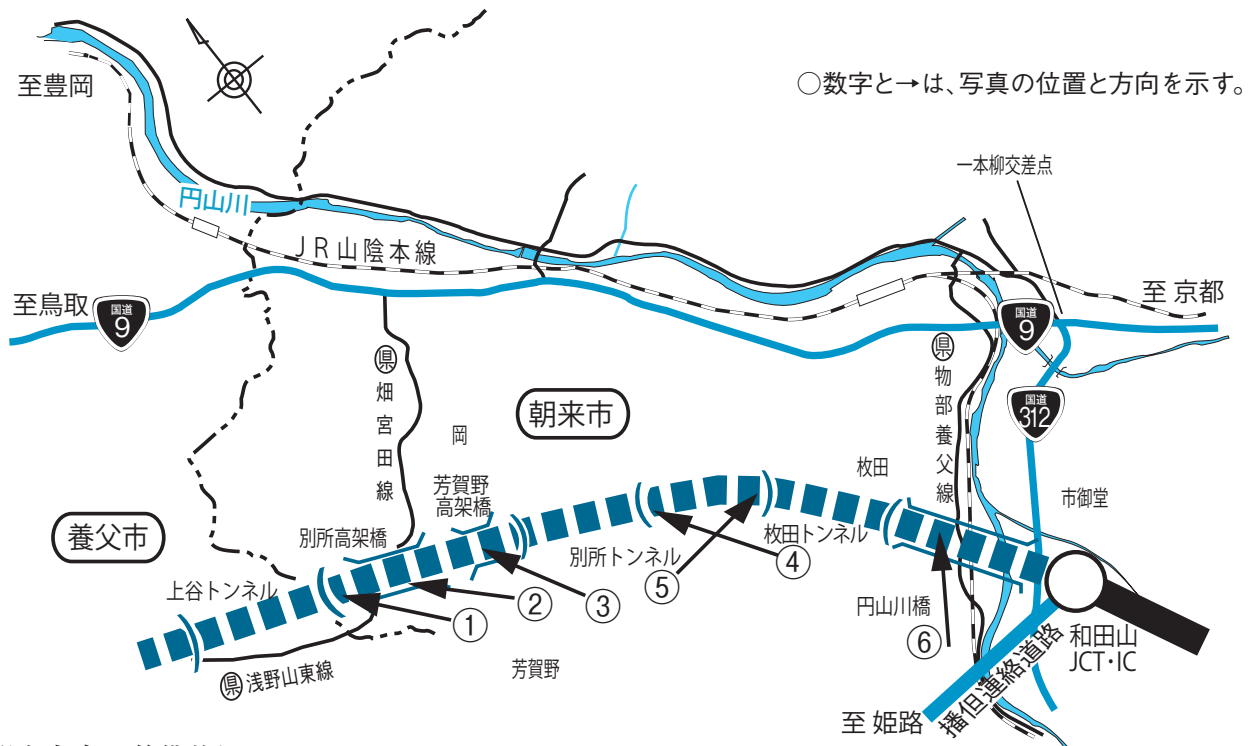 ○数字と→は、写真の位置と方向を示す。
至豊岡
一本柳交差点
円山川
JR山陰本線
至鳥取
国道
9
国道
9
至 京都
県
畑宮田線
県
物部養父線
国道
312
朝来市
岡
芳賀野
高架橋
枚田
市御堂
養父市
別所高架橋
別所トンネル
枚田トンネル
④
上谷トンネル
⑤
③
②
①
円山川橋
⑥
和田山
JCT・IC
県
浅野山東線
芳賀野
播但連絡道路
至 姫路